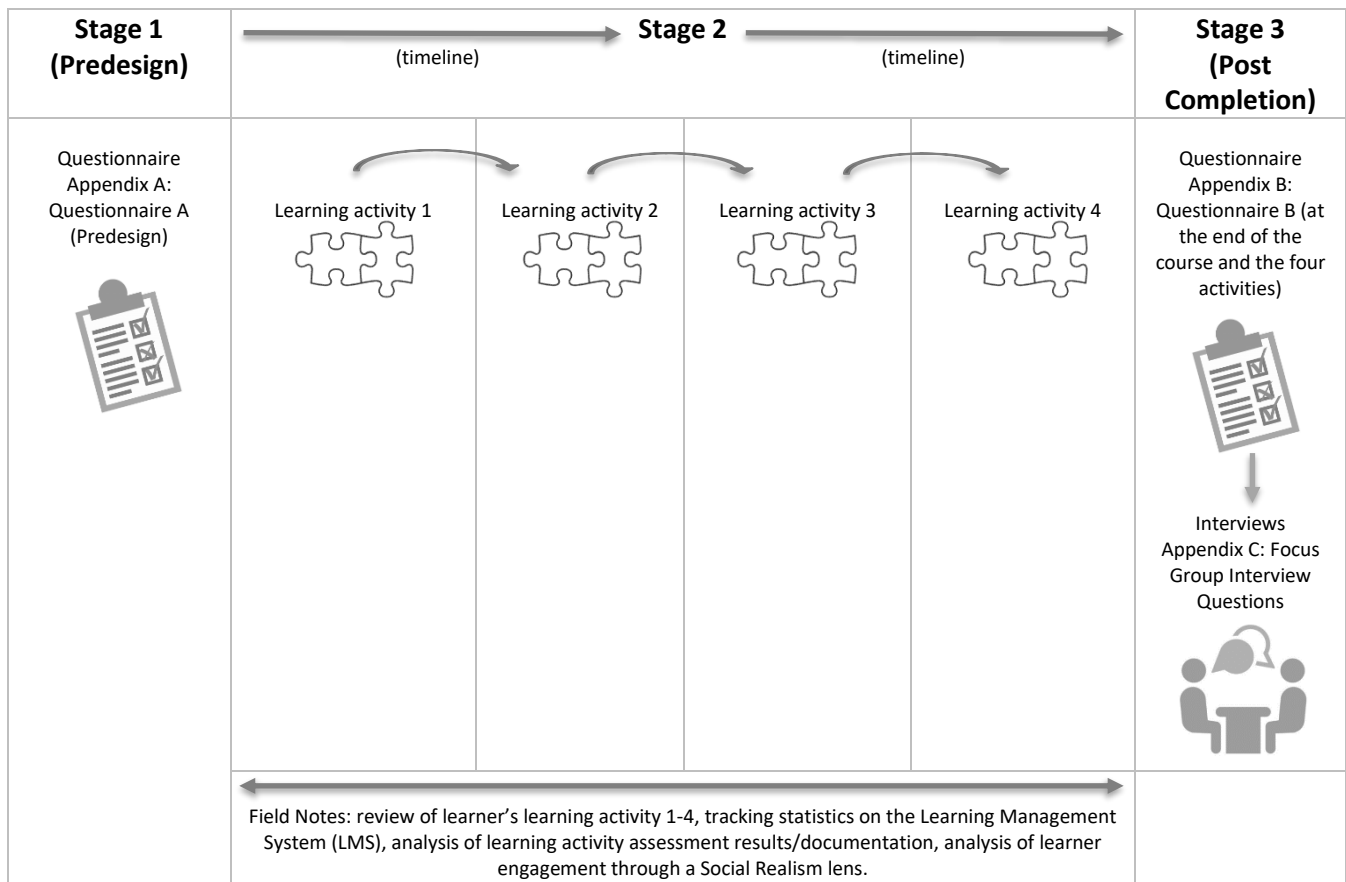 Stage 1
(Predesign)
Stage 2
(timeline)
(timeline)
Stage 3
(Post
Completion)
Questionnaire
Appendix A:
Questionnaire A
(Predesign)
Learning activity 1
Learning activity 2
Learning activity 3
Learning activity 4
Questionnaire
Appendix B:
Questionnaire B (at
the end of the
course and the four
activities)
Interviews
Appendix C: Focus
Group Interview
Questions
Field Notes: review of learner’s learning activity 1-4, tracking statistics on the Learning Management
System (LMS), analysis of learning activity assessment results/documentation, analysis of learner
engagement through a Social Realism lens.